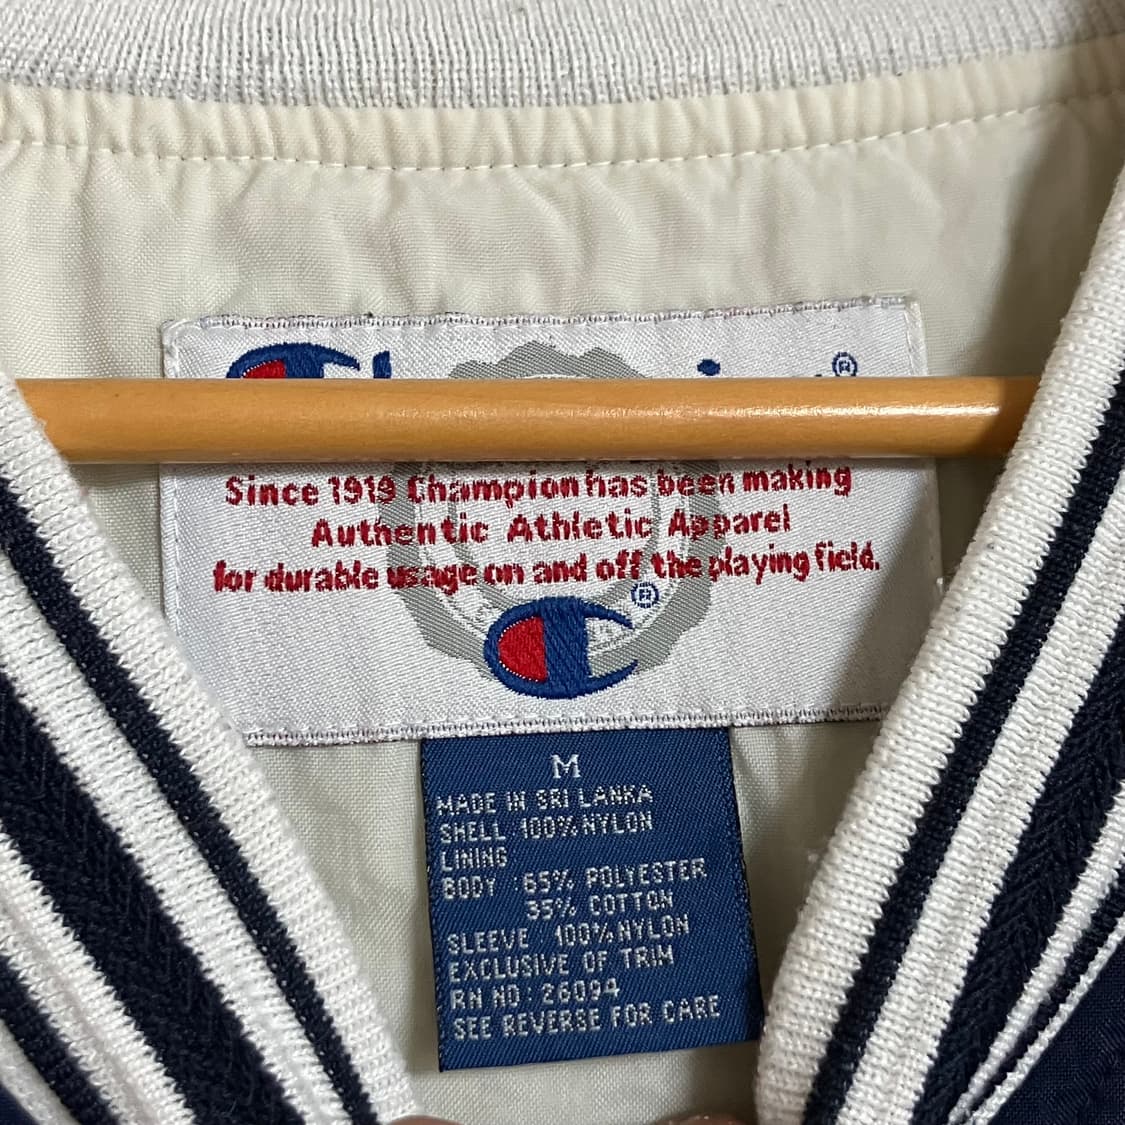 ®
Since 1919 Champion has been making
Authentic Athletic Apparel
for durable usage on and off the playing field.
®
M
MADE IN SRI LANKA
SHELL 100% NYLON
LINING
BODY : 65% POLYESTER
35% COTTON
SLEEVE : 100% NYLON
EXCLUSIVE OF TRIM
RN NO : 26094
SEE REVERSE FOR CARE